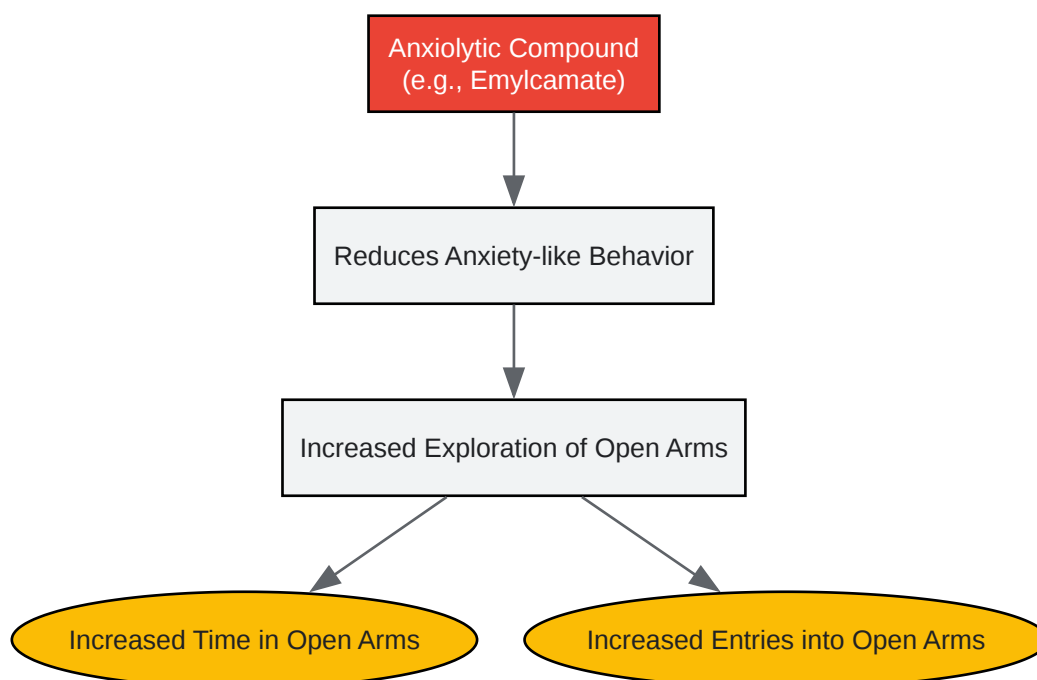 Anxiolytic Compound
(e.g., Emylcamate)
Reduces Anxiety-like Behavior
Increased Exploration of Open Arms
Increased Time in Open Arms
Increased Entries into Open Arms